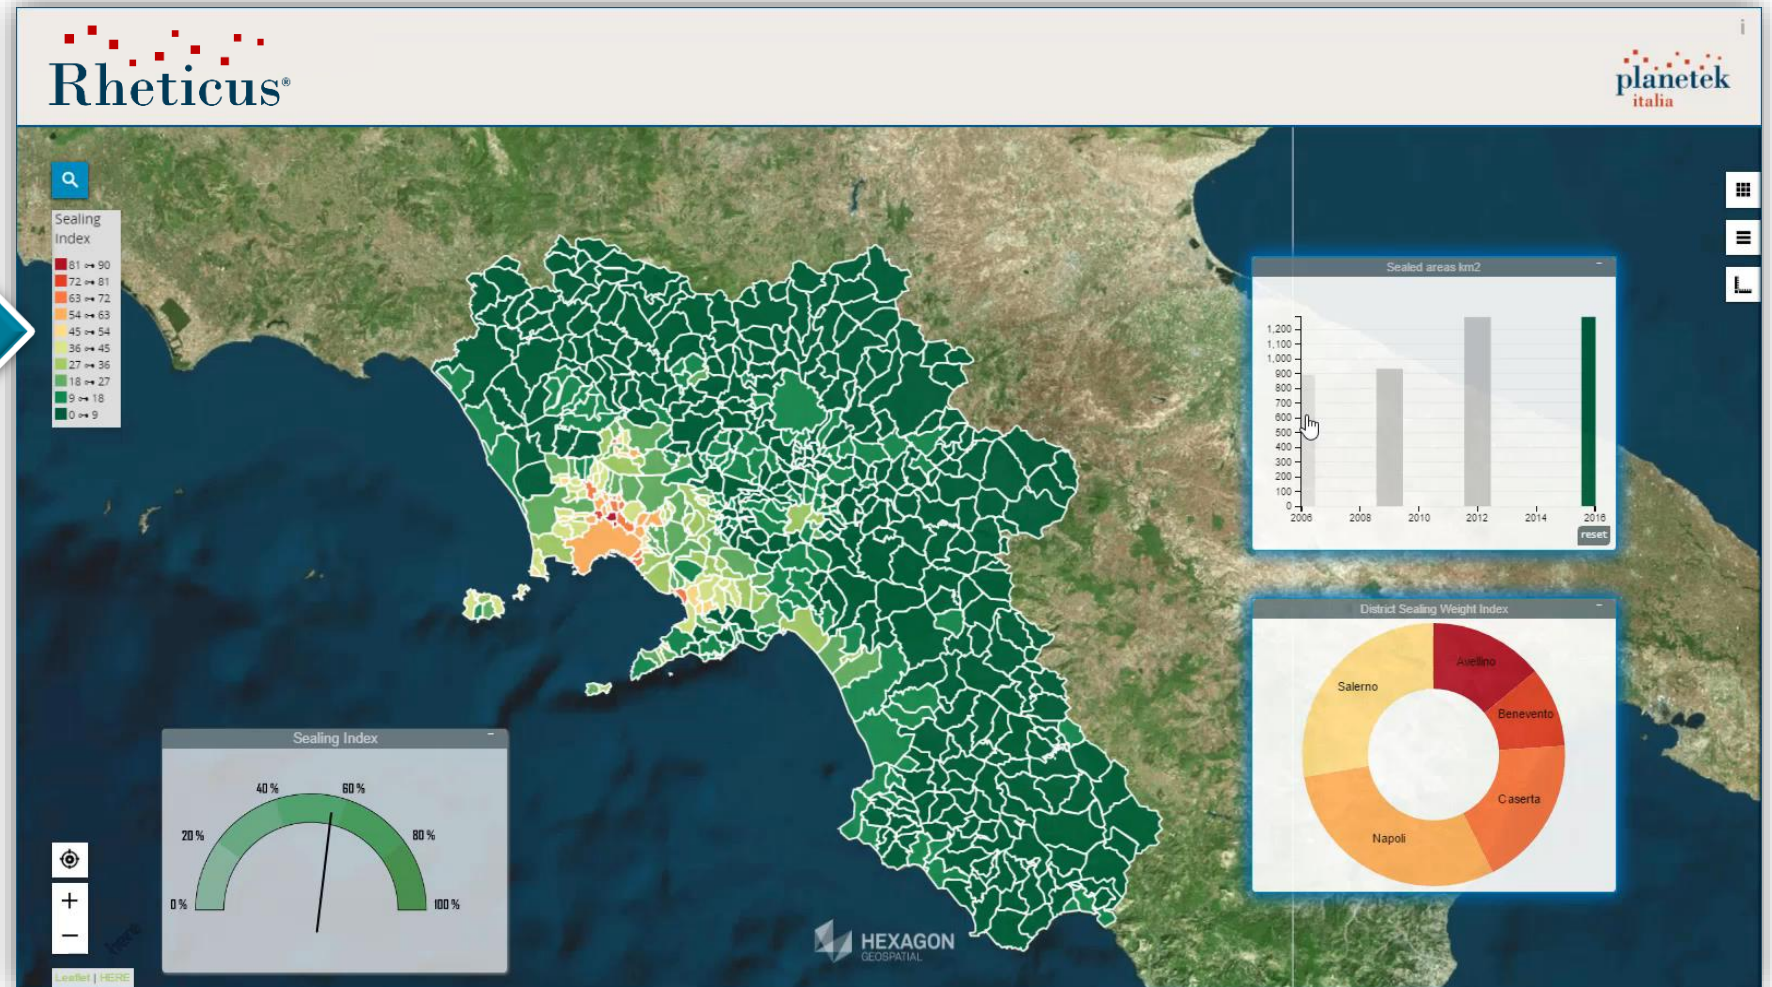 Rheticus®
i
planetek
italia
Sealing
Index
81 ⊶ 90
72 ⊶ 81
63 ⊶ 72
54 ⊶ 63
45 ⊶ 54
36 ⊶ 45
27 ⊶ 36
18 ⊶ 27
9 ⊶ 18
0 ⊶ 9
Sealed areas km2
1,200
1,100
1,000
900
800
700
600
500
400
300
200
100
0
2006 2008 2010 2012 2014 2016
reset
District Sealing Weight Index
Avellino
Salerno
Benevento
Caserta
Napoli
Sealing Index
40 % 60 %
20 % 80 %
0 % 100 %
+
−
here
HEXAGON
GEOSPATIAL
Leaflet | HERE